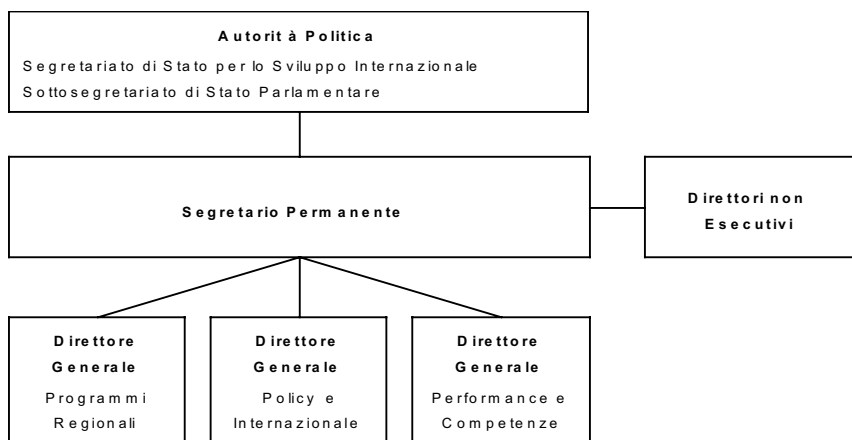 Autorità Politica
Segretariato di Stato per lo Sviluppo Internazionale
Sottosegretariato di Stato Parlamentare
Segretario Permanente
Direttori non
Esecutivi
Direttore
Generale
Programmi
Regionali
Direttore
Generale
Policy e
Internazionale
Direttore
Generale
Performance e
Competenze